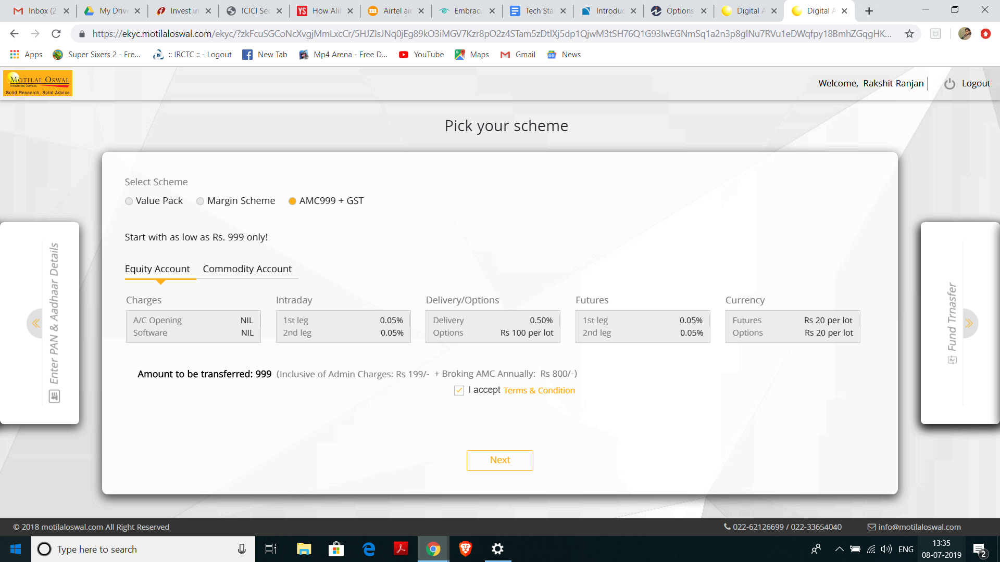 Inbox (2
My Drive
Invest in
ICICI Sec
How Alil
Airtel air
Embraci
Tech Sta
Introduc
Options
Digital A
Digital A
https://ekyc.motilaloswal.com/ekyc/?zkFcuSGCoNcXvgjMmLxcCr/5HJZIsJNq0jEg89kO3iMGV7Kzr8pO2z4STam5zDtlXj5dp1QjwM3tSH76Q1G93lwEGNmSq1a2n3p8glNu7RVu1eDWqfpy18BmhZGqgHK...
Apps
Super Sixers 2 - Fre...
:: IRCTC :: - Logout
New Tab
Mp4 Arena - Free D...
YouTube
Maps
Gmail
News
MOTILAL OSWAL
Investment Services
Solid Research. Solid Advice
Welcome, Rakshit Ranjan
Logout
Pick your scheme
Select Scheme
Value Pack
Margin Scheme
AMC999 + GST
Start with as low as Rs. 999 only!
Equity Account
Commodity Account
Charges
A/C Opening NIL
Software NIL
Intraday
1st leg 0.05%
2nd leg 0.05%
Delivery/Options
Delivery 0.50%
Options Rs 100 per lot
Futures
1st leg 0.05%
2nd leg 0.05%
Currency
Futures Rs 20 per lot
Options Rs 20 per lot
Amount to be transferred: 999 (Inclusive of Admin Charges: Rs 199/- + Broking AMC Annually: Rs 800/-)
I accept Terms & Condition
Next
Enter PAN & Aadhaar Details
Fund Trnasfer
© 2018 motilaloswal.com All Right Reserved
022-62126699 / 022-33654040
info@motilaloswal.com
Type here to search
ENG
13:35
08-07-2019
2